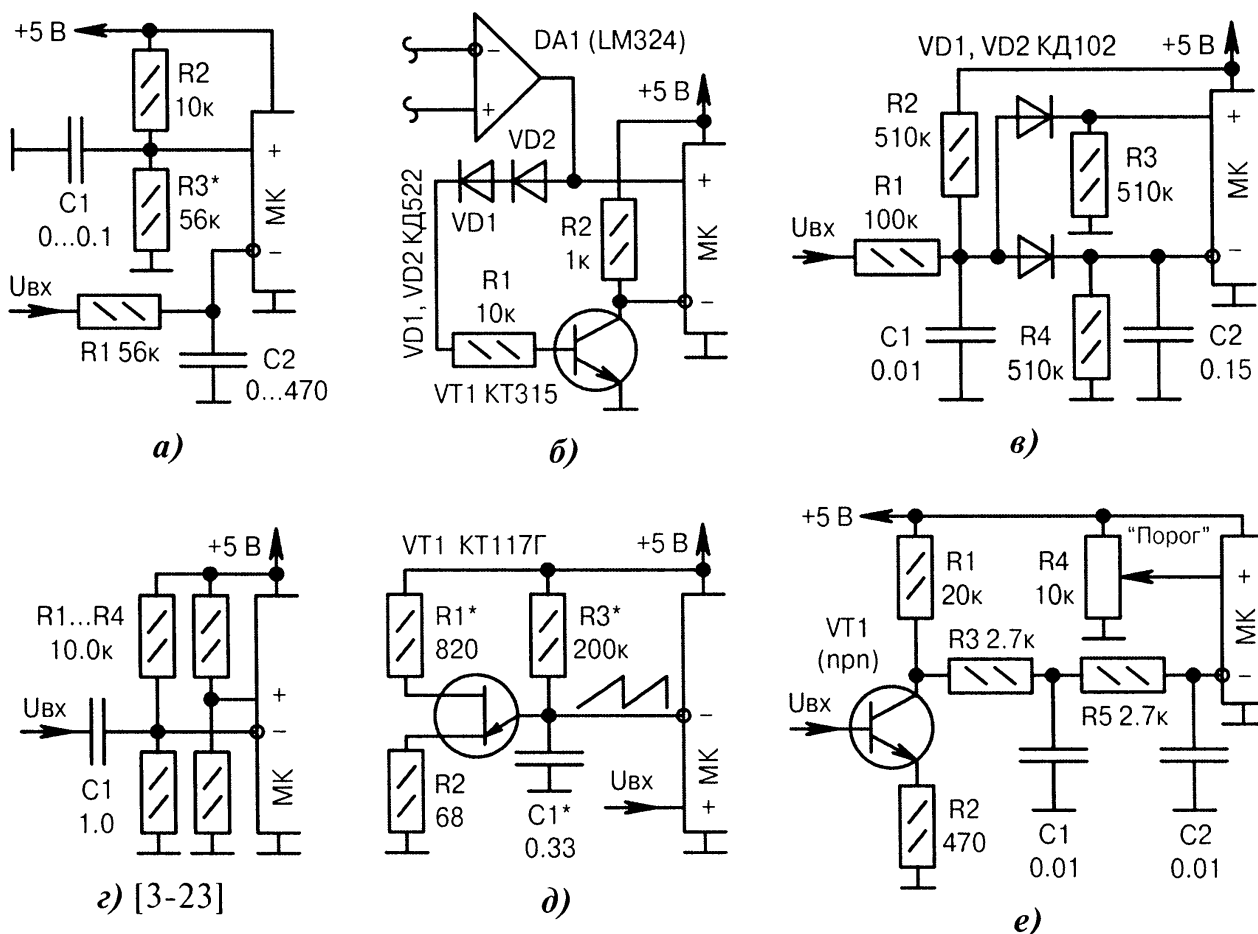 +5 В
R2
10к
+
C1
0...0.1
R3*
56к
МК
−
Uвх
R1 56к
C2
0...470
а)
DA1 (LM324)
−
+
+5 В
VD2
VD1
VD1, VD2 КД522
+
R2
1к
МК
R1
10к
−
VT1 КТ315
б)
VD1, VD2 КД102
+5 В
R2
510к
+
R3
510к
МК
R1
100к
Uвх
−
C1
0.01
R4
510к
C2
0.15
в)
+5 В
R1...R4
10.0к
+
Uвх
−
C1
1.0
МК
г) [3-23]
VT1 КТ117Г
+5 В
R1*
820
R3*
200к
−
R2
68
C1*
0.33
Uвх
МК
+
д)
+5 В
"Порог"
R1
20к
R4
10к
+
МК
VT1
(npn)
R3 2.7к
−
Uвх
R5 2.7к
R2
470
C1
0.01
C2
0.01
е)